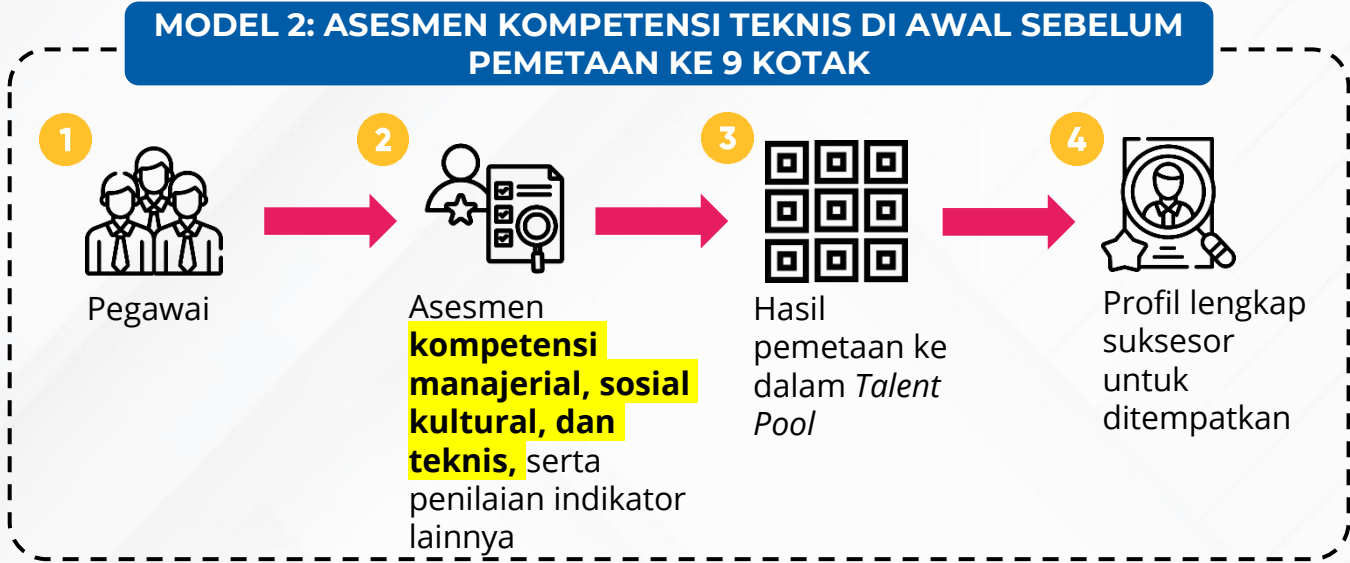 MODEL 2: ASESMEN KOMPETENSI TEKNIS DI AWAL SEBELUM
PEMETAAN KE 9 KOTAK
1
Pegawai
2
Asesmen
kompetensi
manajerial, sosial
kultural, dan
teknis, serta
penilaian indikator
lainnya
3
Hasil
pemetaan ke
dalam Talent
Pool
4
Profil lengkap
suksesor
untuk
ditempatkan